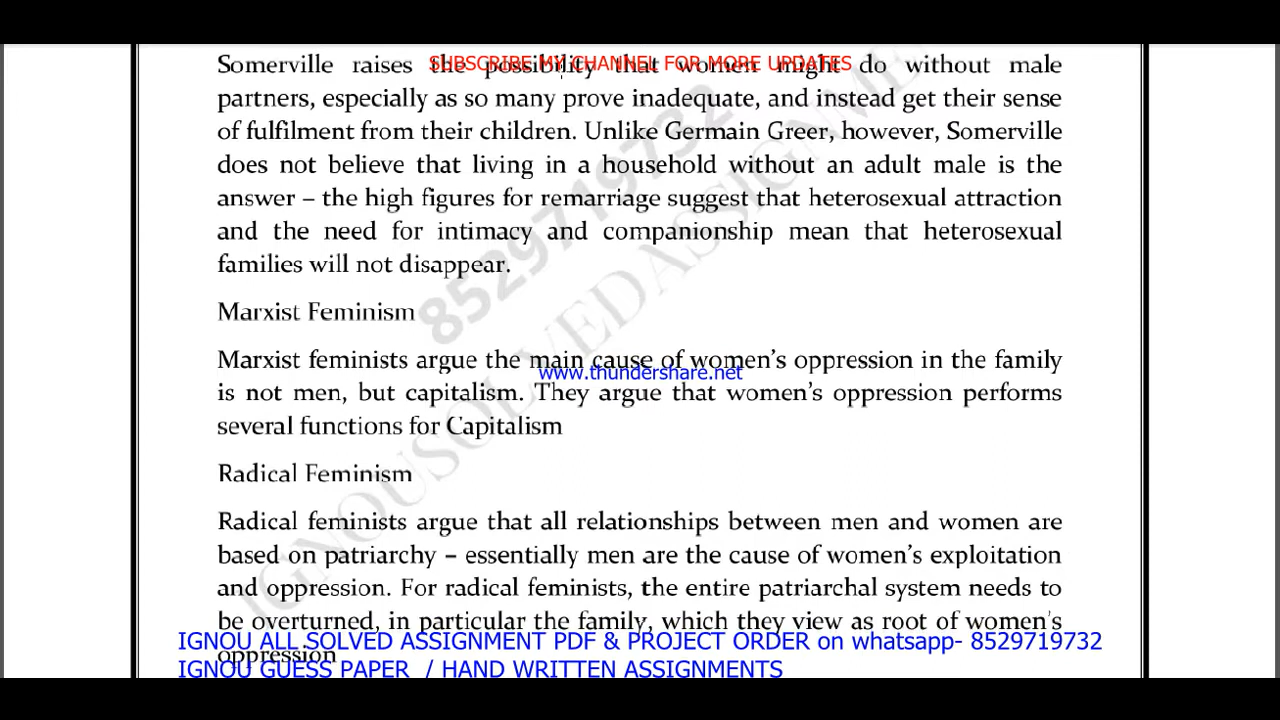 Somerville raises the possibility that women might do without male
SUBSCRIBE MY CHANNEL FOR MORE UPDATES
partners, especially as so many prove inadequate, and instead get their sense
of fulfilment from their children. Unlike Germain Greer, however, Somerville
does not believe that living in a household without an adult male is the
answer – the high figures for remarriage suggest that heterosexual attraction
and the need for intimacy and companionship mean that heterosexual
families will not disappear.
Marxist Feminism
Marxist feminists argue the main cause of women's oppression in the family
www.thundershare.net
is not men, but capitalism. They argue that women's oppression performs
several functions for Capitalism
Radical Feminism
Radical feminists argue that all relationships between men and women are
based on patriarchy – essentially men are the cause of women's exploitation
and oppression. For radical feminists, the entire patriarchal system needs to
be overturned, in particular the family, which they view as root of women's
IGNOU ALL SOLVED ASSIGNMENT PDF & PROJECT ORDER on whatsapp- 8529719732
oppression
IGNOU GUESS PAPER / HAND WRITTEN ASSIGNMENTS
8529719732
IGNOUSOLVEDASSIGNME